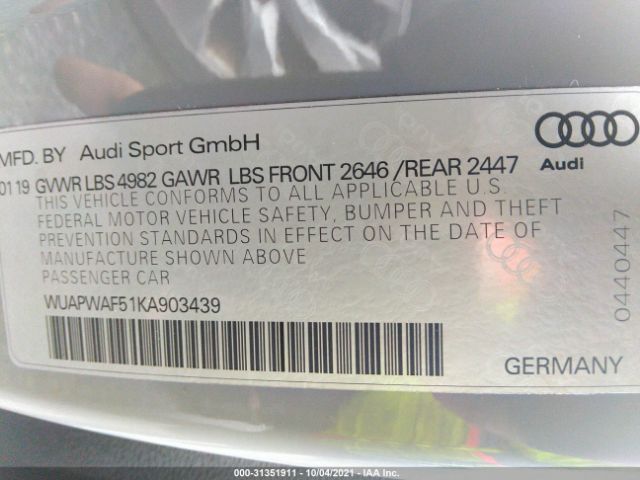 MFD. BY Audi Sport GmbH
01 19 GVWR LBS 4982 GAWR LBS FRONT 2646 /REAR 2447
THIS VEHICLE CONFORMS TO ALL APPLICABLE U.S.
FEDERAL MOTOR VEHICLE SAFETY, BUMPER AND THEFT
PREVENTION STANDARDS IN EFFECT ON THE DATE OF
MANUFACTURE SHOWN ABOVE
PASSENGER CAR
WUAPWAF51KA903439
Audi
0440447
GERMANY
000-31351911 - 10/04/2021 - IAA Inc.